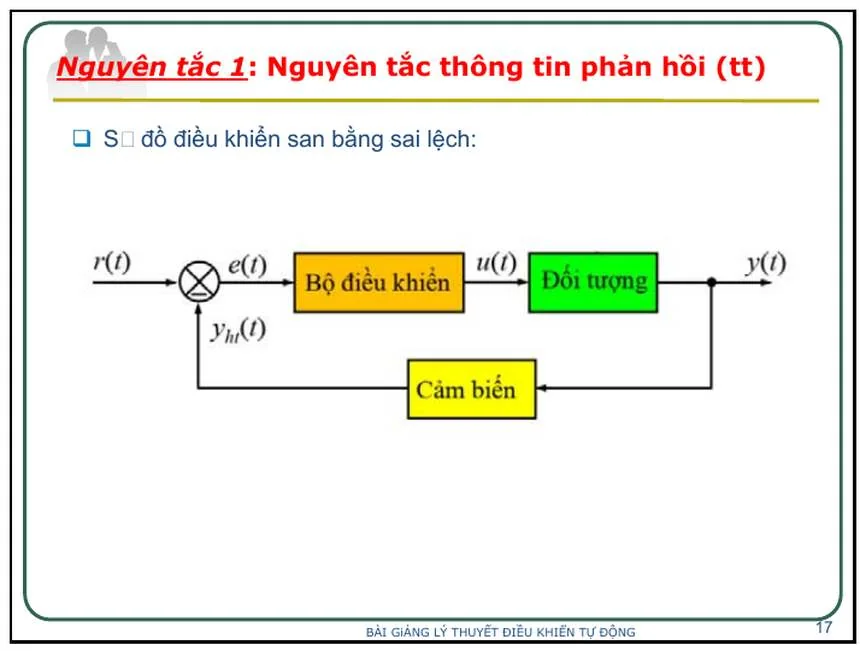 Nguyên tắc 1: Nguyên tắc thông tin phản hồi (tt)
S□ đồ điều khiển san bằng sai lệch:
r(t)
e(t)
Bộ điều khiển
u(t)
Đối tượng
y(t)
y_ht(t)
Cảm biến
BÀI GiẢNG LÝ THUYẾT ĐIỀU KHIỂN TỰ ĐỘNG
17